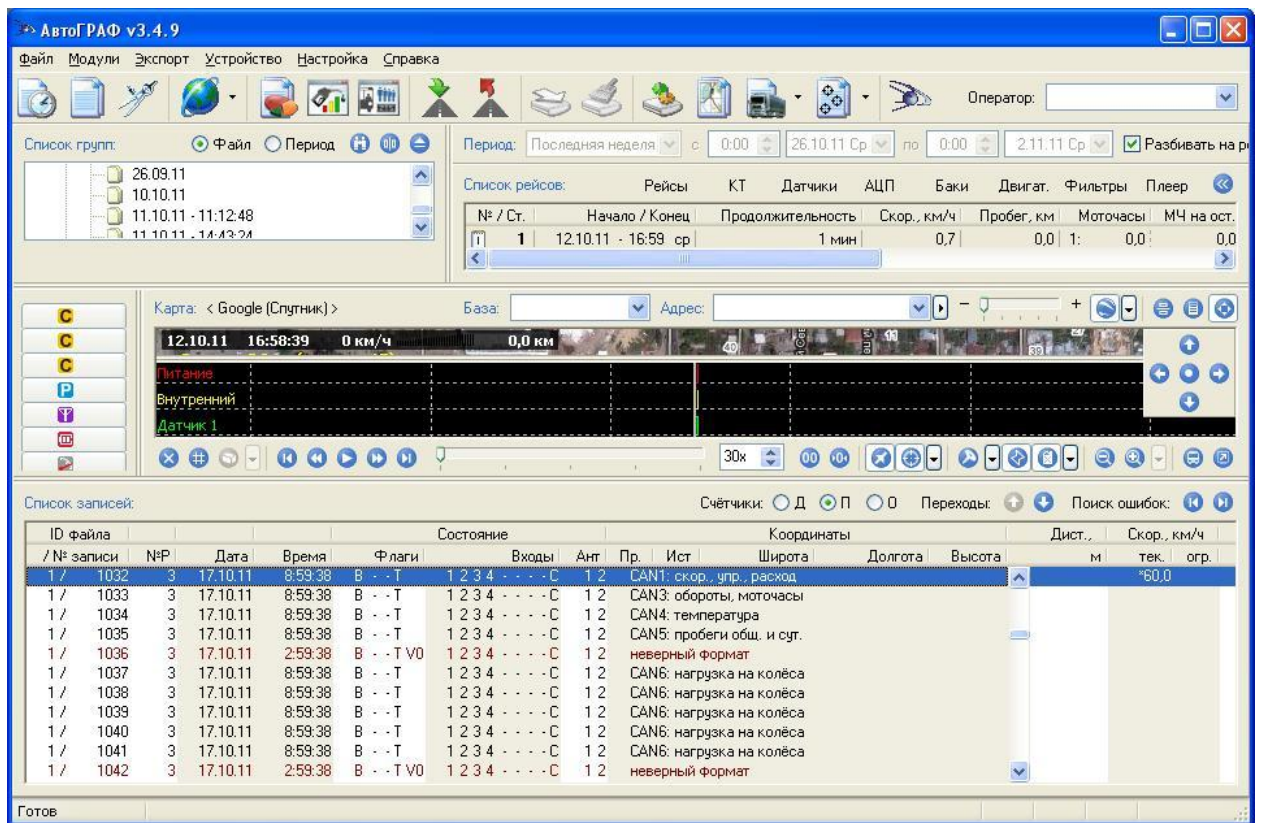 АвтоГРАФ v3.4.9
Файл Модули Экспорт Устройство Настройка Справка
Оператор:
Список групп: Файл Период
26.09.11
10.10.11
11.10.11 - 11:12:48
11.10.11 - 14:43:24
Период: Последняя неделя с 0:00 26.10.11 Ср по 0:00 2.11.11 Ср Разбивать на р
Список рейсов: Рейсы КТ Датчики АЦП Баки Двигат. Фильтры Плеер
№ / Ст. Начало / Конец Продолжительность Скор., км/ч Пробег, км Моточасы МЧ на ост.
1 12.10.11 - 16:59 ср 1 мин 0,7 0,0 1: 0,0 0,0
Карта: < Google (Спутник) > База: Адрес: - +
12.10.11 16:58:39 0 км/ч 0,0 км
40 11 39
Питание
Внутренний
Датчик 1
30x
Список записей: Счётчики: Д П О Переходы: Поиск ошибок:
ID файла Состояние Координаты Дист., Скор., км/ч
/ № записи №Р Дата Время Флаги Входы Ант Пр. Ист Широта Долгота Высота м тек. огр.
1 / 1032 3 17.10.11 8:59:38 В - - Т 1 2 3 4 - - - - С 1 2 CAN1: скор., упр., расход *60,0
1 / 1033 3 17.10.11 8:59:38 В - - Т 1 2 3 4 - - - - С 1 2 CAN3: обороты, моточасы
1 / 1034 3 17.10.11 8:59:38 В - - Т 1 2 3 4 - - - - С 1 2 CAN4: температура
1 / 1035 3 17.10.11 8:59:38 В - - Т 1 2 3 4 - - - - С 1 2 CAN5: пробеги общ. и сут.
1 / 1036 3 17.10.11 2:59:38 В - - Т V0 1 2 3 4 - - - - С 1 2 неверный формат
1 / 1037 3 17.10.11 8:59:38 В - - Т 1 2 3 4 - - - - С 1 2 CAN6: нагрузка на колёса
1 / 1038 3 17.10.11 8:59:38 В - - Т 1 2 3 4 - - - - С 1 2 CAN6: нагрузка на колёса
1 / 1039 3 17.10.11 8:59:38 В - - Т 1 2 3 4 - - - - С 1 2 CAN6: нагрузка на колёса
1 / 1040 3 17.10.11 8:59:38 В - - Т 1 2 3 4 - - - - С 1 2 CAN6: нагрузка на колёса
1 / 1041 3 17.10.11 8:59:38 В - - Т 1 2 3 4 - - - - С 1 2 CAN6: нагрузка на колёса
1 / 1042 3 17.10.11 2:59:38 В - - Т V0 1 2 3 4 - - - - С 1 2 неверный формат
Готов